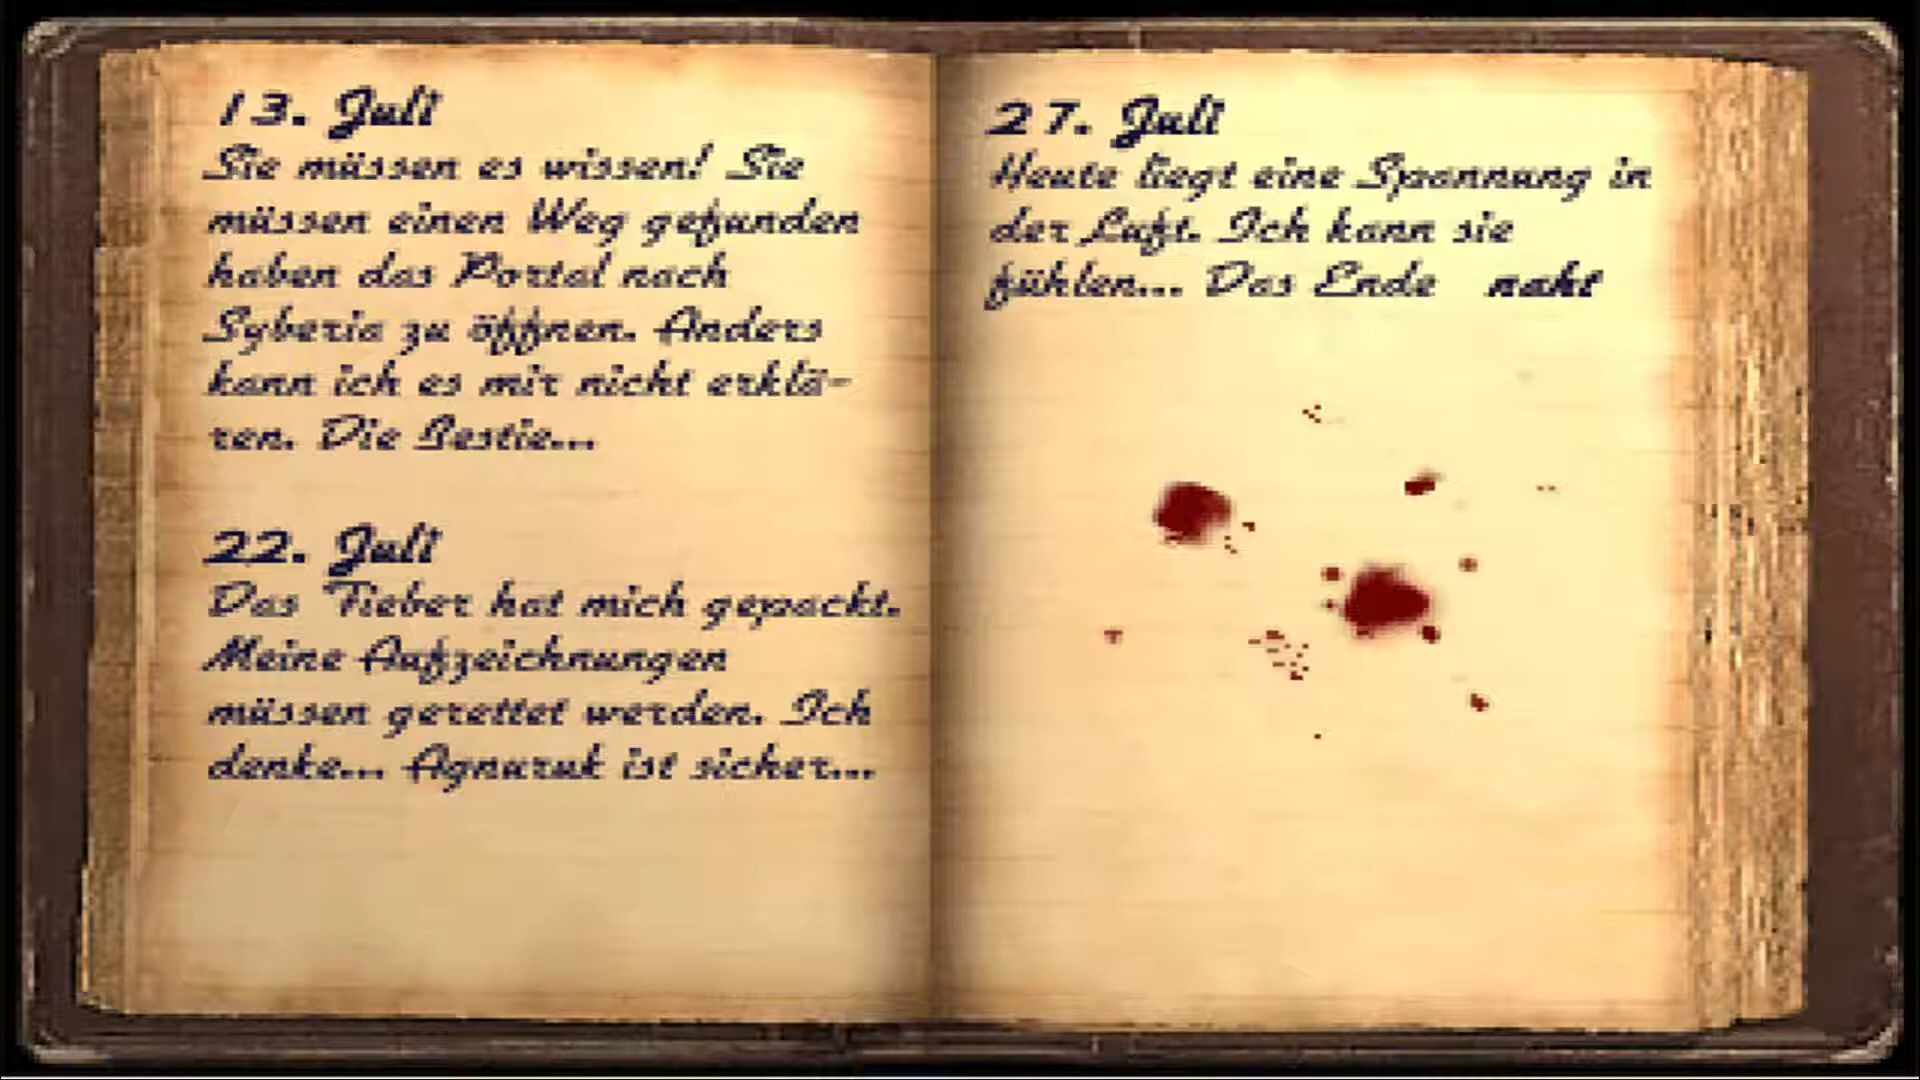 13. Juli
Sie müssen es wissen! Sie
müssen einen Weg gefunden
haben das Portal nach
Syberia zu öffnen. Anders
kann ich es mir nicht erklä-
ren. Die Bestie...
22. Juli
Das Fieber hat mich gepackt.
Meine Aufzeichnungen
müssen gerettet werden. Ich
denke... Agnuruk ist sicher...
27. Juli
Heute liegt eine Spannung in
der Luft. Ich kann sie
fühlen... Das Ende naht